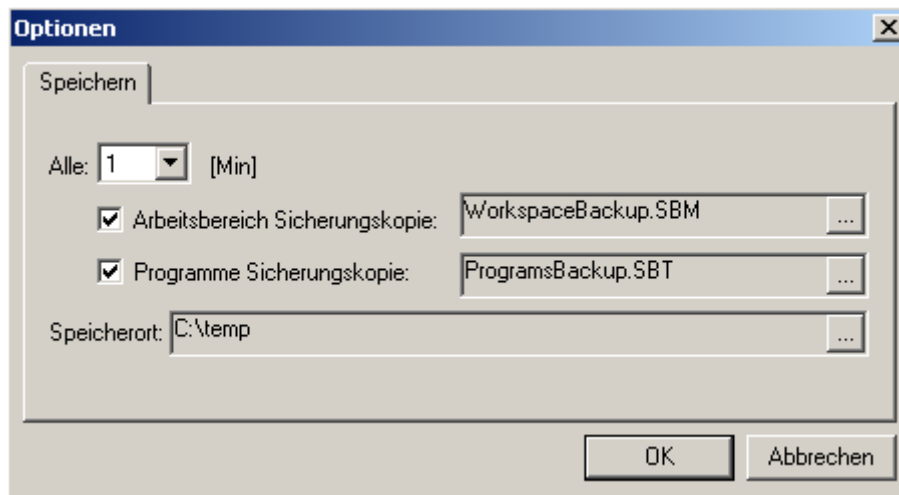 Optionen
Speichern
Alle: 1 [Min]
Arbeitsbereich Sicherungskopie: WorkspaceBackup.SBM ...
Programme Sicherungskopie: ProgramsBackup.SBT ...
Speicherort: C:\temp ...
OK Abbrechen